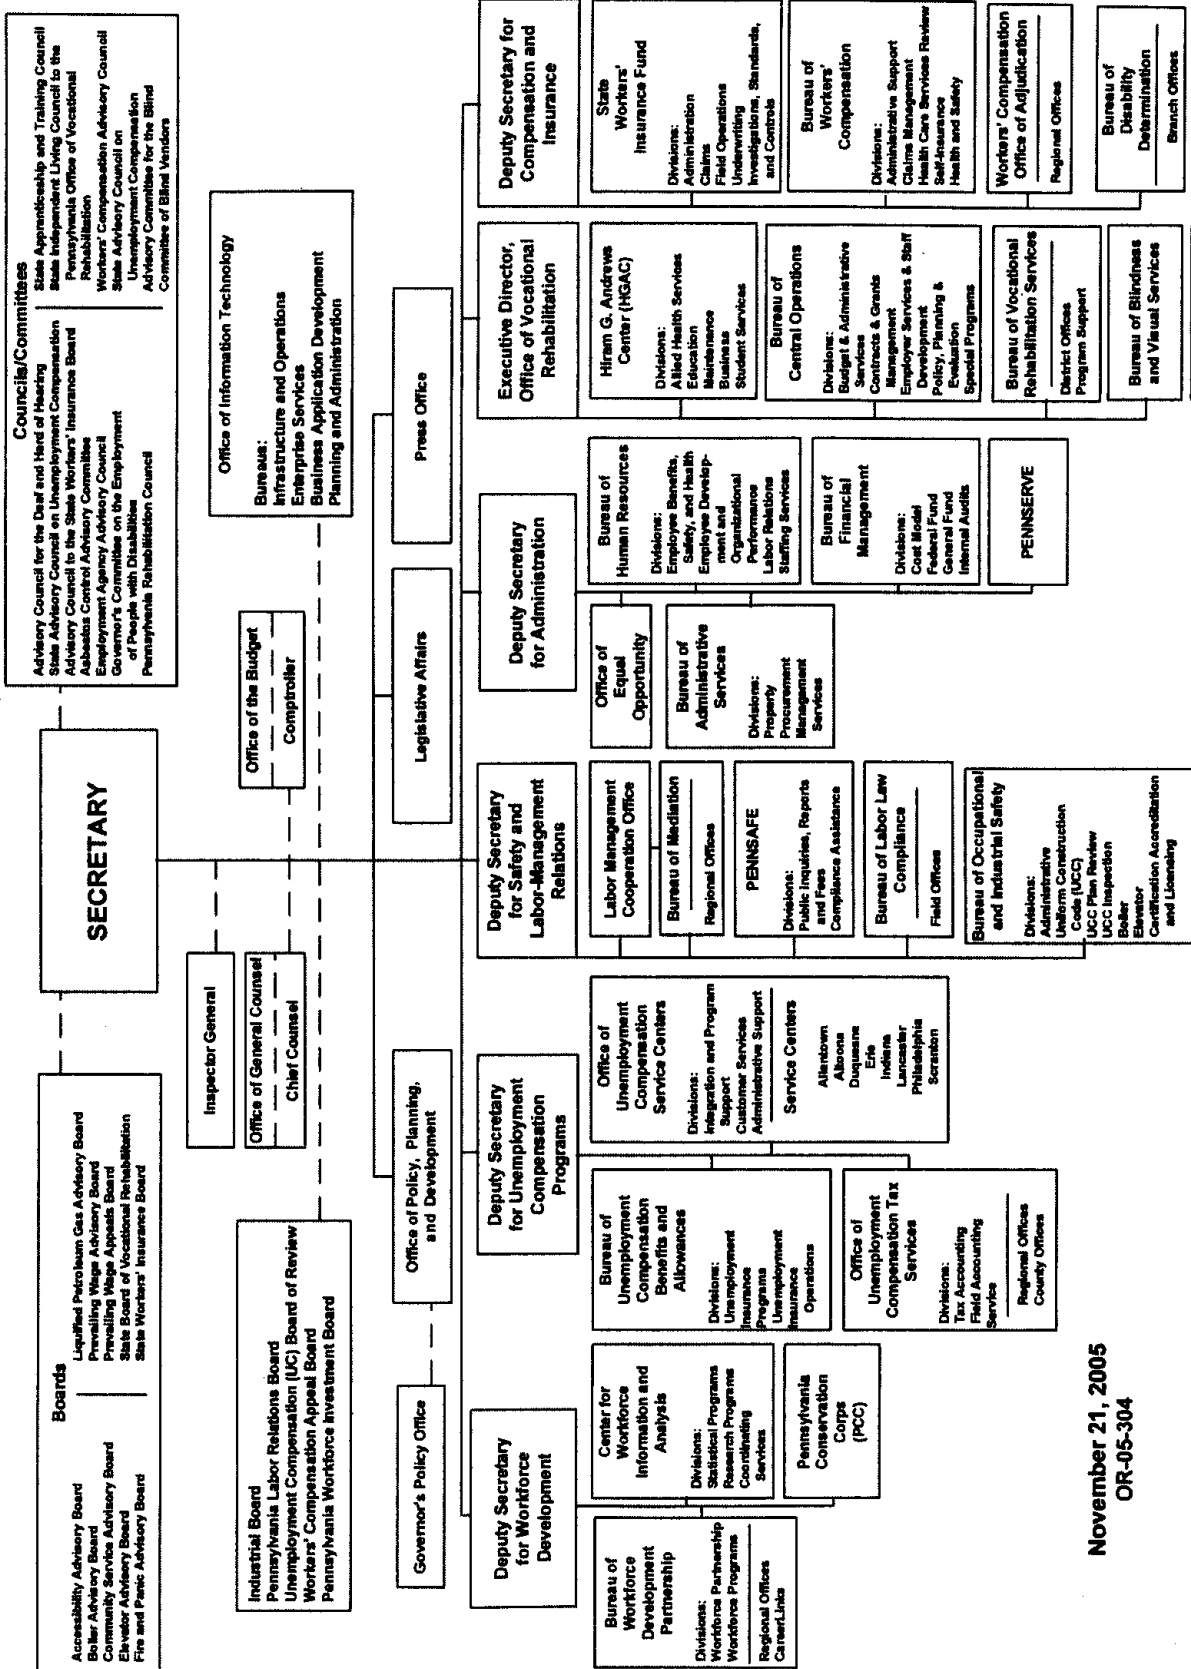 SECRETARY
Boards
Accessibility Advisory Board
Boiler Advisory Board
Community Service Advisory Board
Elevator Advisory Board
Fire and Panic Advisory Board
Liquified Petroleum Gas Advisory Board
Prevailing Wage Advisory Board
Prevailing Wage Appeals Board
State Board of Vocational Rehabilitation
State Workers' Insurance Board
Councils/Committees
Advisory Council for the Deaf and Hard of Hearing
State Advisory Council on Unemployment Compensation
Advisory Council to the State Workers' Insurance Board
Asbestos Control Advisory Committee
Employment Agency Advisory Council
Governor's Committee on the Employment
of People with Disabilities
Pennsylvania Rehabilitation Council
State Apprenticeship and Training Council
State Independent Living Council to the
Pennsylvania Office of Vocational
Rehabilitation
Workers' Compensation Advisory Council
State Advisory Council on
Unemployment Compensation
Advisory Committee for the Blind
Committee of Blind Vendors
Inspector General
Office of General Counsel
Chief Counsel
Office of the Budget
Comptroller
Industrial Board
Pennsylvania Labor Relations Board
Unemployment Compensation (UC) Board of Review
Workers' Compensation Appeal Board
Pennsylvania Workforce Investment Board
Office of Information Technology
Bureaus:
Infrastructure and Operations
Enterprise Services
Business Application Development
Planning and Administration
Governor's Policy Office
Office of Policy, Planning,
and Development
Legislative Affairs
Press Office
Deputy Secretary
for Workforce
Development
Bureau of
Workforce
Development
Partnership
Divisions:
Workforce Partnership
Workforce Programs
Regional Offices
CareerLinks
Center for
Workforce
Information and
Analysis
Divisions:
Statistical Programs
Research Programs
Coordinating
Services
Pennsylvania
Conservation
Corps
(PCC)
Deputy Secretary
for Unemployment
Compensation
Programs
Bureau of
Unemployment
Compensation
Benefits and
Allowances
Divisions:
Unemployment
Insurance
Programs
Unemployment
Insurance
Operations
Office of
Unemployment
Compensation
Service Centers
Divisions:
Integration and Program
Support
Customer Services
Administrative Support
Service Centers
Allentown
Altoona
Duquesne
Erie
Indiana
Lancaster
Philadelphia
Scranton
Office of
Unemployment
Compensation Tax
Services
Divisions:
Tax Accounting
Field Accounting
Service
Regional Offices
County Offices
Deputy Secretary
for Safety and
Labor-Management
Relations
Labor Management
Cooperation Office
Bureau of Mediation
Regional Offices
PENNSAFE
Divisions:
Public Inquiries, Reports
and Fees
Compliance Assistance
Bureau of Labor Law
Compliance
Field Offices
Bureau of Occupational
and Industrial Safety
Divisions:
Administrative
Uniform Construction
Code (UCC)
UCC Plan Review
UCC Inspection
Boiler
Elevator
Certification Accreditation
and Licensing
Deputy Secretary
for Administration
Office of
Equal
Opportunity
Bureau of
Administrative
Services
Divisions:
Property
Procurement
Management
Services
Bureau of
Human Resources
Divisions:
Employee Benefits,
Safety, and Health
Employee Develop-
ment and
Organizational
Performance
Labor Relations
Staffing Services
Bureau of
Financial
Management
Divisions:
Cost Model
Federal Fund
General Fund
Internal Audits
PENNSERVE
Executive Director,
Office of Vocational
Rehabilitation
Hiram G. Andrews
Center (HGAC)
Divisions:
Allied Health Services
Education
Maintenance
Business
Student Services
Bureau of
Central Operations
Divisions:
Budget & Administrative
Services
Contracts & Grants
Management
Employer Services & Staff
Development
Policy, Planning &
Evaluation
Special Programs
Bureau of Vocational
Rehabilitation Services
District Offices
Program Support
Bureau of Blindness
and Visual Services
Deputy Secretary for
Compensation and
Insurance
State
Workers'
Insurance Fund
Divisions:
Administration
Claims
Field Operations
Underwriting
Investigations, Standards,
and Controls
Bureau of
Workers'
Compensation
Divisions:
Administrative Support
Claims Management
Health Care Services Review
Self-Insurance
Health and Safety
Workers' Compensation
Office of Adjudication
Regional Offices
Bureau of
Disability
Determination
Branch Offices
November 21, 2005
OR-05-304